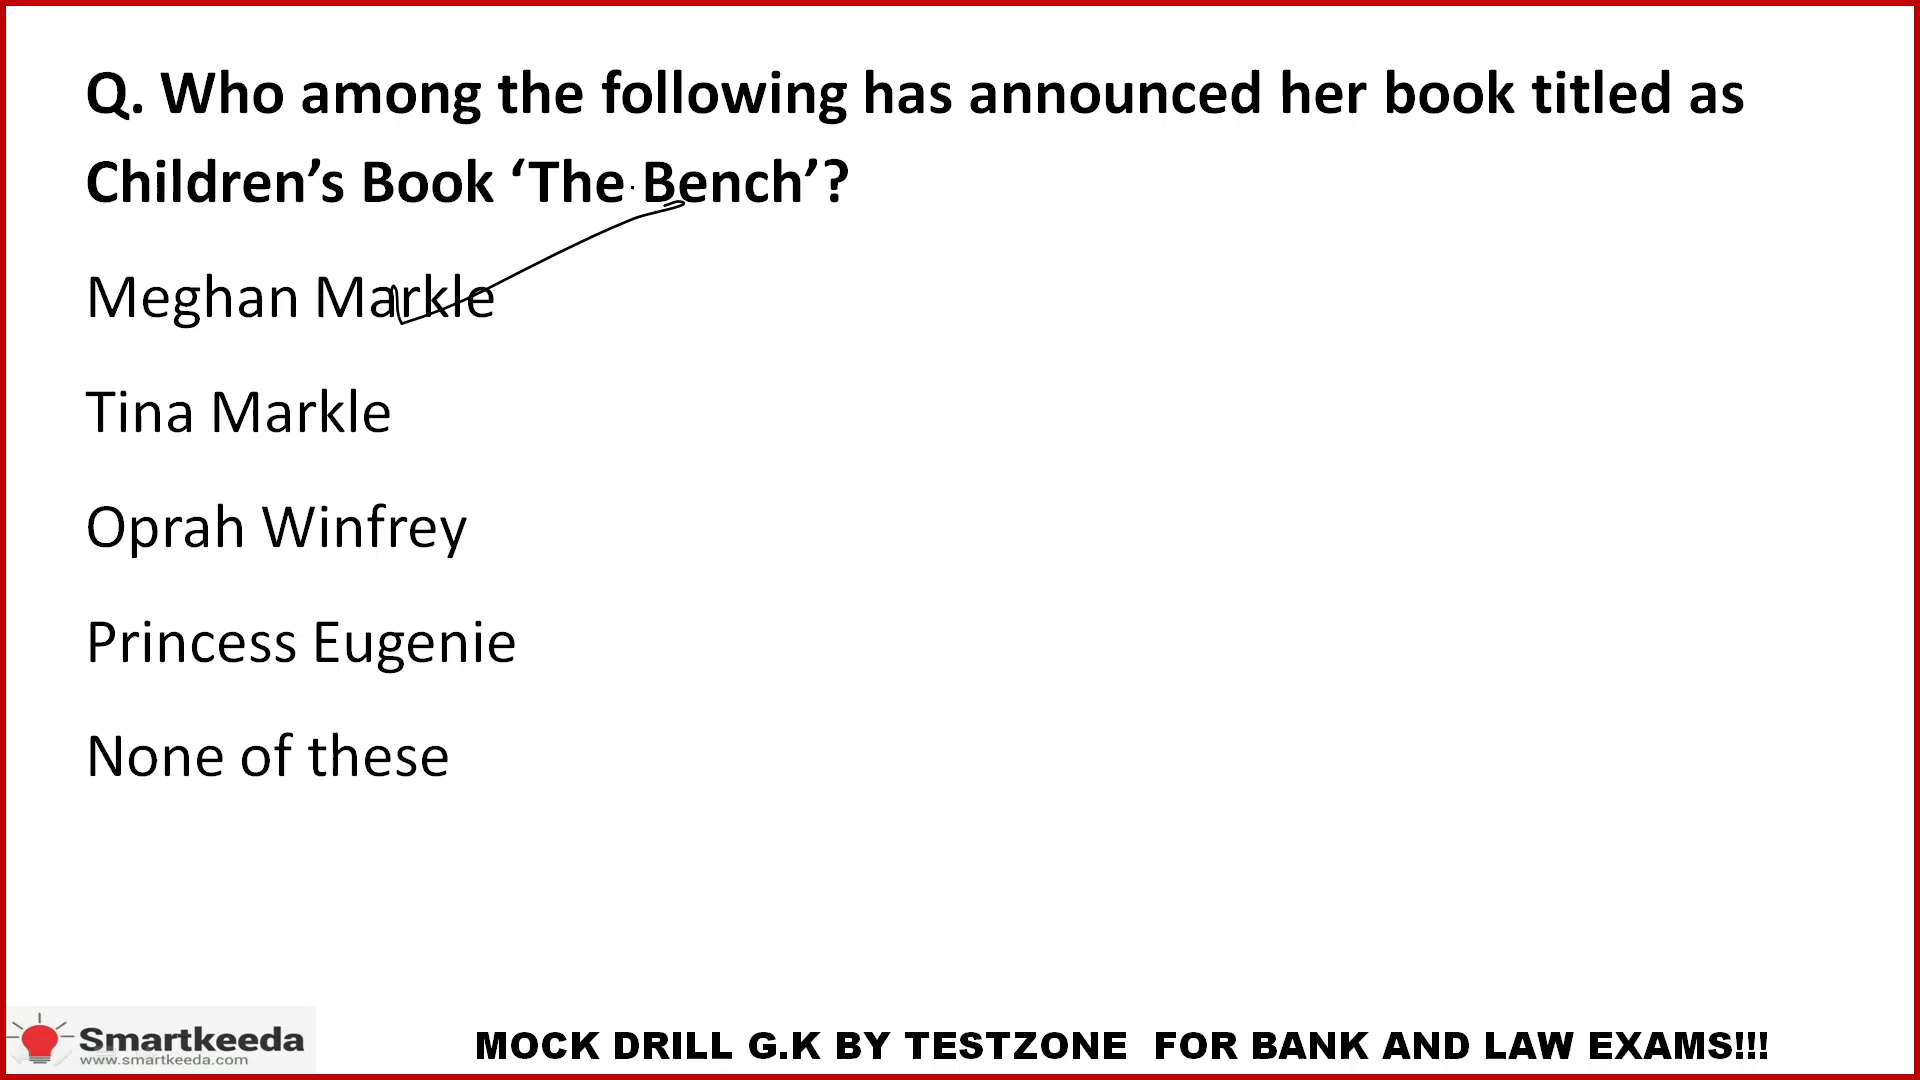 Q. Who among the following has announced her book titled as
Children’s Book ‘The Bench’?
Meghan Markle
Tina Markle
Oprah Winfrey
Princess Eugenie
None of these
Smartkeeda
www.smartkeeda.com
MOCK DRILL G.K BY TESTZONE FOR BANK AND LAW EXAMS!!!